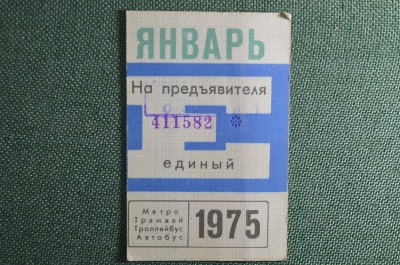 ЯНВАРЬ
На предъявителя
411582 *
Е
единый
Метро
Трамвай
Троллейбус
Автобус
1975